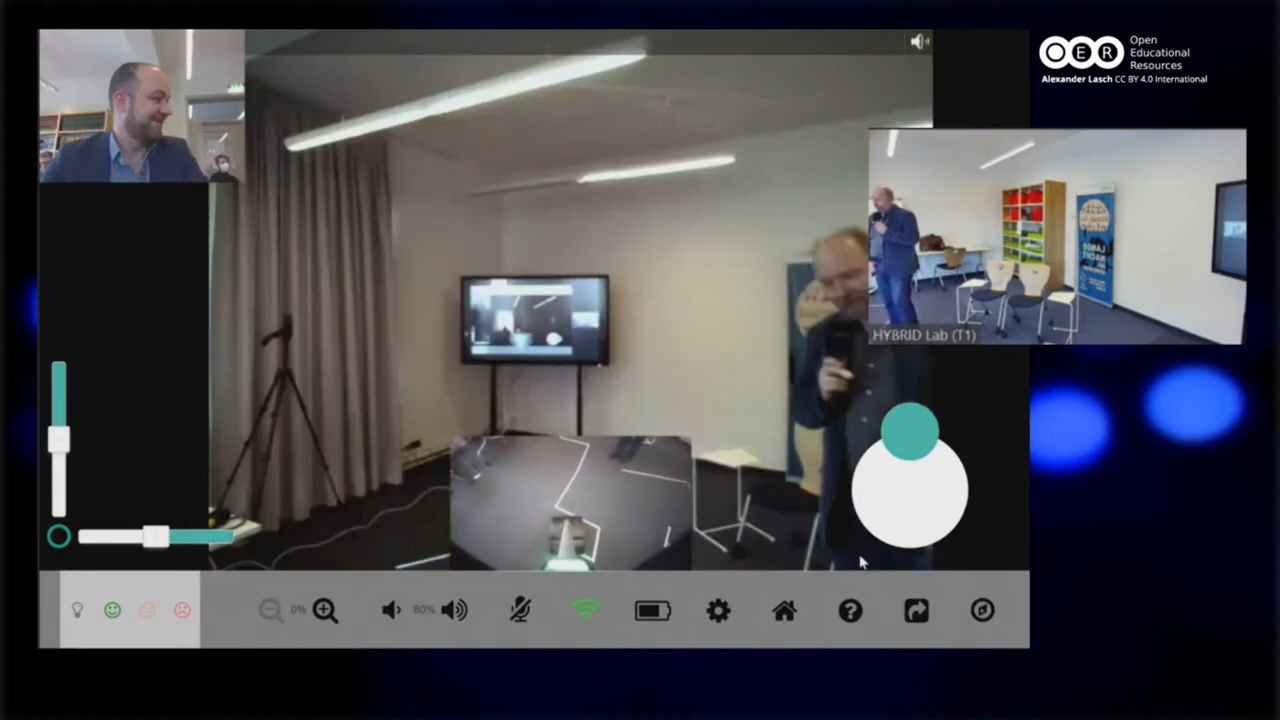 OER
Open
Educational
Resources
Alexander Lasch CC BY 4.0 International
HYBRID Lab (T1)
0%
80%